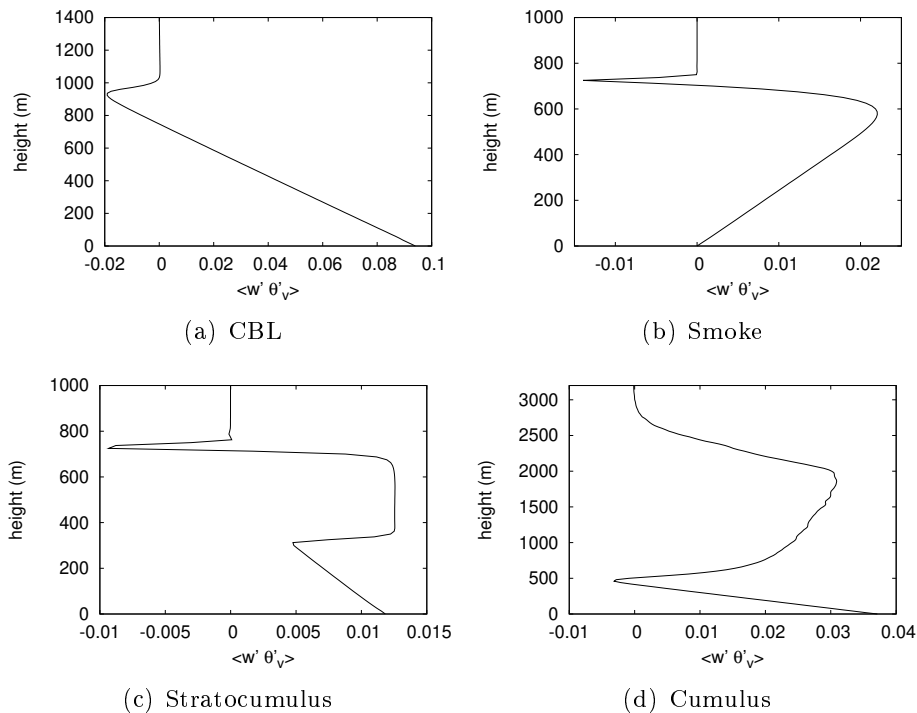 1400
1200
1000
800
600
400
200
0
height (m)
-0.02 0 0.02 0.04 0.06 0.08 0.1
<w' θ'v>
(a) CBL
1000
800
600
400
200
0
height (m)
-0.01 0 0.01 0.02
<w' θ'v>
(b) Smoke
1000
800
600
400
200
0
height (m)
-0.01 -0.005 0 0.005 0.01 0.015
<w' θ'v>
(c) Stratocumulus
3000
2500
2000
1500
1000
500
0
height (m)
-0.01 0 0.01 0.02 0.03 0.04
<w' θ'v>
(d) Cumulus